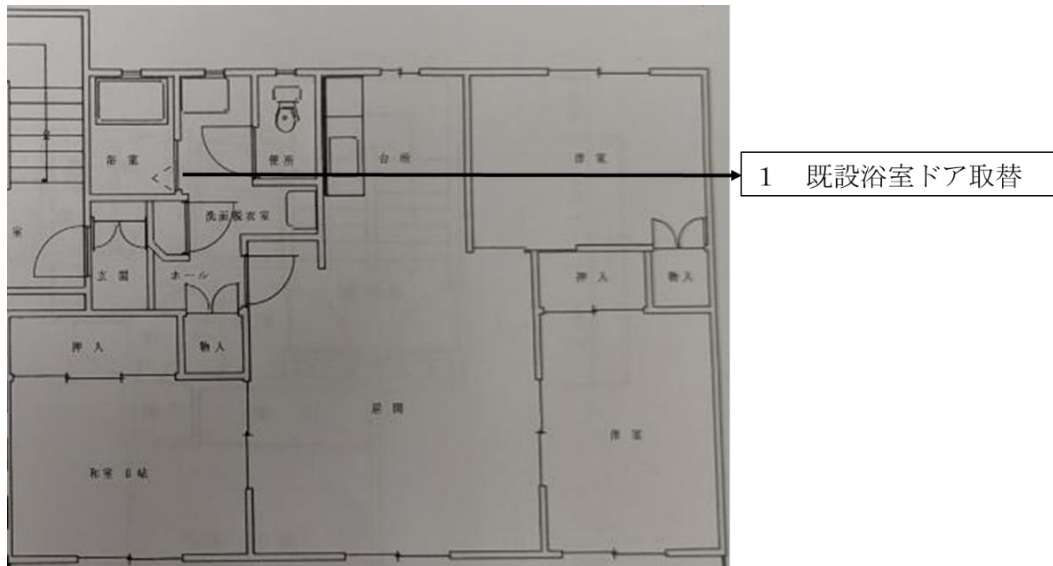 浴室
便所
台所
洋室
1　既設浴室ドア取替
洗面脱衣室
室
玄関
ホール
押入
物入
押入
物入
居間
洋室
和室 6帖